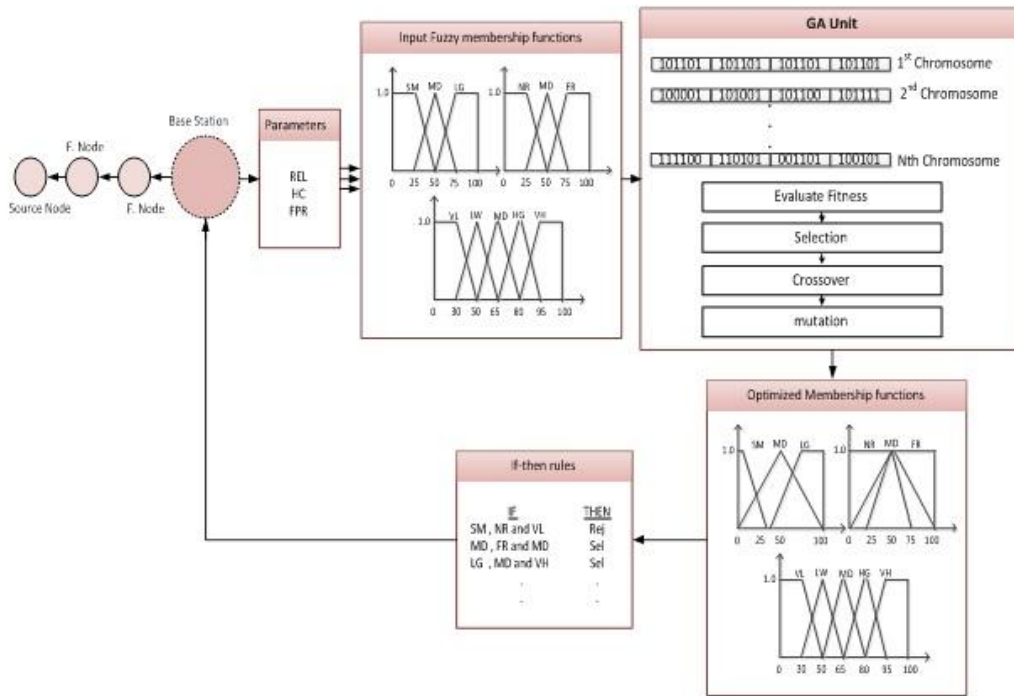 Input Fuzzy membership functions
1.0
SM MD LG
0 25 50 75 100
1.0
NR MD FR
0 25 50 75 100
1.0
VL LW MD HG VH
0 30 50 65 80 95 100
GA Unit
101101 101101 101101 101101 1st Chromosome
100001 101001 101100 101111 2nd Chromosome
.
.
.
111100 110101 001101 100101 Nth Chromosome
Evaluate Fitness
Selection
Crossover
mutation
Base Station
F. Node
Source Node
F. Node
Parameters
REL
HC
FPR
If-then rules
IF THEN
SM , NR and VL Rej
MD , FR and MD Sel
LG , MD and VH Sel
. .
. .
Optimized Membership functions
1.0
SM MD LG
0 25 50 100
1.0
NR MD FR
0 25 50 75 100
1.0
VL LW MD HG VH
0 30 50 65 80 95 100